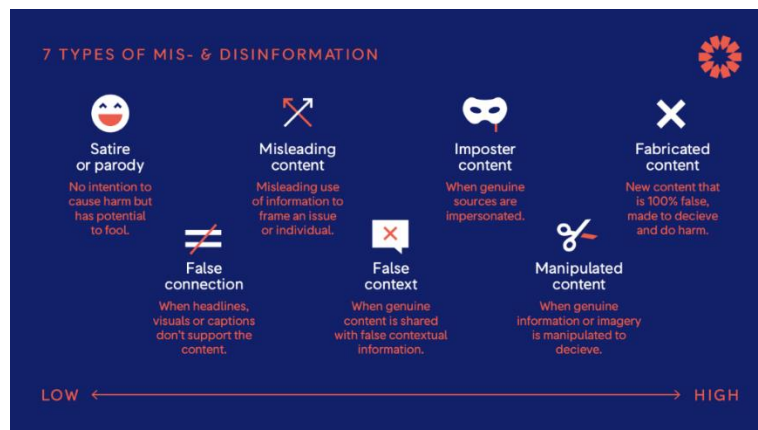 7 TYPES OF MIS- & DISINFORMATION
Satire
or parody
No intention to
cause harm but
has potential
to fool.
False
connection
When headlines,
visuals or captions
don't support the
content.
Misleading
content
Misleading use
of information to
frame an issue
or individual.
False
context
When genuine
content is shared
with false contextual
information.
Imposter
content
When genuine
sources are
impersonated.
Manipulated
content
When genuine
information or imagery
is manipulated to
decieve.
Fabricated
content
New content that
is 100% false,
made to decieve
and do harm.
LOW
HIGH